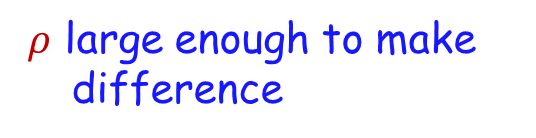 ρ large enough to make
difference